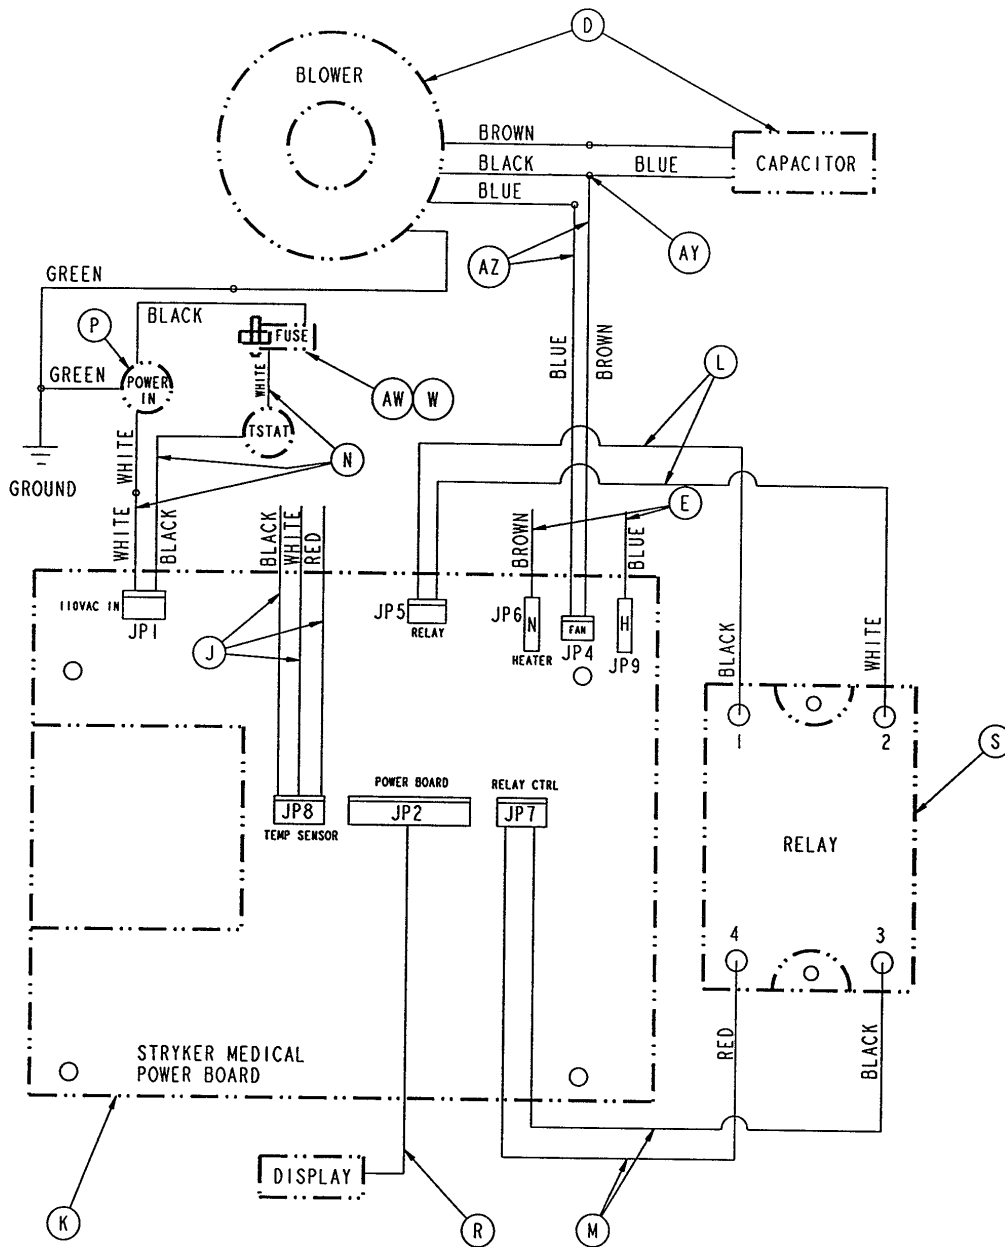 D
BLOWER
BROWN
BLACK
BLUE
CAPACITOR
BLUE
AZ
AY
GREEN
BLACK
P
FUSE
GREEN
POWER
IN
WHITE
AW
W
BLUE
BROWN
L
TSTAT
WHITE
N
GROUND
E
WHITE
BLACK
BLACK
WHITE
RED
BROWN
BLUE
110VAC IN
JP1
JP5
RELAY
JP6
N
HEATER
FAN
JP4
H
JP9
J
BLACK
WHITE
1
2
S
POWER BOARD
RELAY CTRL
JP8
JP2
JP7
TEMP SENSOR
RELAY
4
3
STRYKER MEDICAL
POWER BOARD
RED
BLACK
DISPLAY
K
R
M